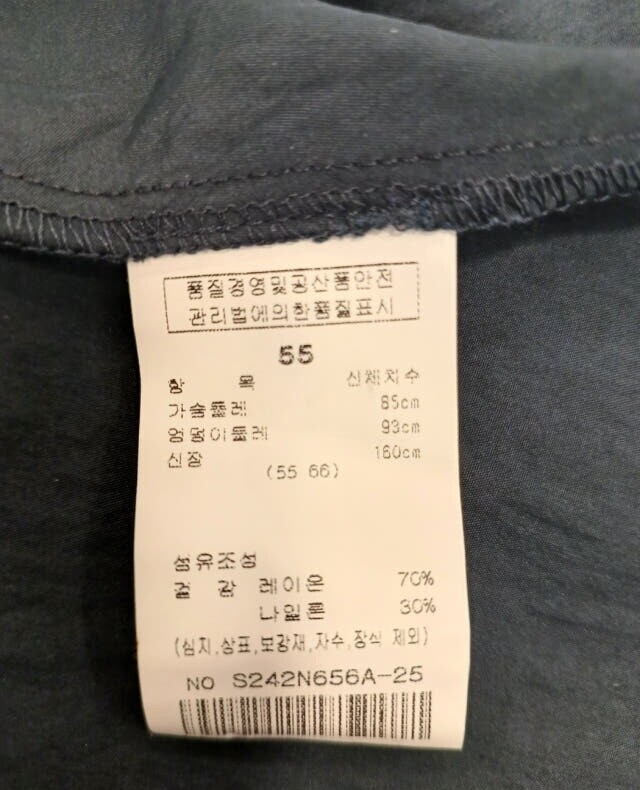 품질경영및공산품안전
관리법에의한품질표시
55
항 목 신체치수
가슴둘레 85cm
엉덩이둘레 93cm
신장 160cm
(55 66)
섬유조성
겉 감 레이온 70%
나일론 30%
(심지,상표,보강재,자수,장식 제외)
NO S242N656A-25